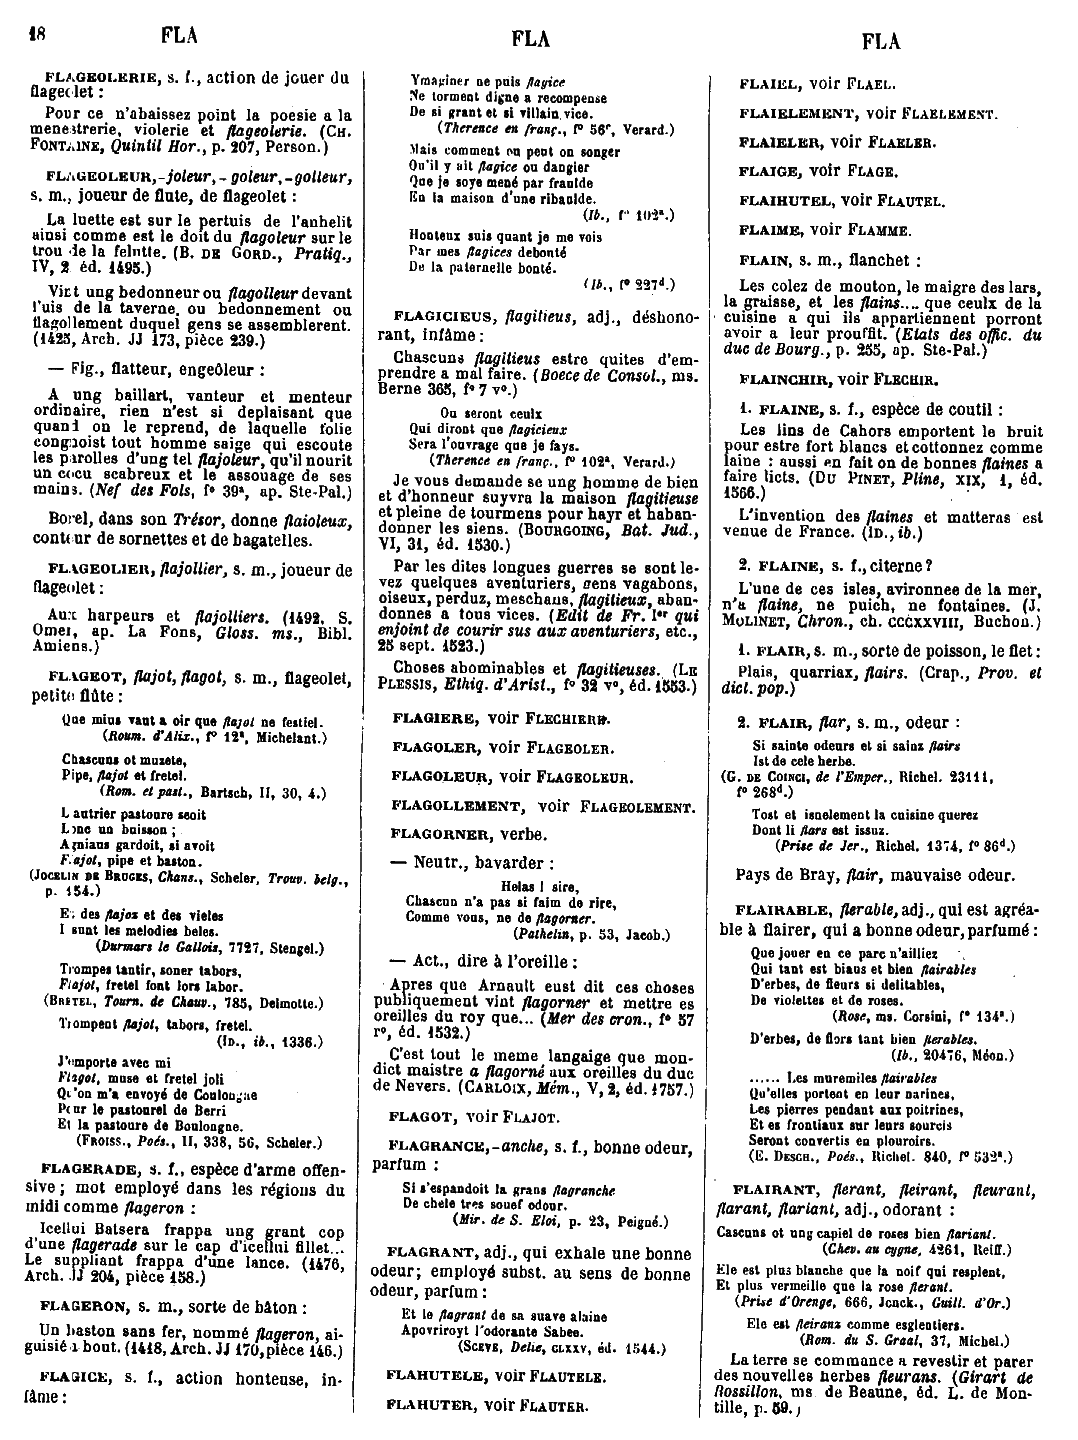 18
FLA
FLA
FLA
FLAGEOLERIE, s. f., action de jouer du
flageolet :
Pour ce n'abaissez point la poesie a la
menestrerie, violerie et flageolerie. (CH.
FONTAINE, Quintil Hor., p. 207, Person.)
FLAGEOLEUR, -joleur, - goleur, -golleur,
s. m., joueur de flute, de flageolet :
La luette est sur le pertuis de l'anhelit
ainsi comme est le doit du flagoleur sur le
trou de la feintte. (B. DE GORD., Pratiq.,
IV, 2 éd. 1495.)
Vint ung bedonneur ou flagolleur devant
l'uis de la taverne, ou bedonnement ou
flagollement duquel gens se assemblerent.
(1425, Arch. JJ 173, pièce 239.)
— Fig., flatteur, engeôleur :
A ung baillart, vanteur et menteur
ordinaire, rien n'est si deplaisant que
quand on le reprend, de laquelle folie
congnoist tout homme saige qui escoute
les parolles d'ung tel flajoleur, qu'il nourit
un cocu scabreux et le assouage de ses
mains. (Nef des Fols, f° 39ª, ap. Ste-Pal.)
Borel, dans son Trésor, donne flaioleux,
conteur de sornettes et de bagatelles.
FLAGEOLIER, flajollier, s. m., joueur de
flageolet :
Aux harpeurs et flajolliers. (1492, S.
Omer, ap. La Fons, Gloss. ms., Bibl.
Amiens.)
FLAGEOT, flajot, flagot, s. m., flageolet,
petite flûte :
Que mius vaut a oir que flajol ne festiel.
(Roum. d'Alix., f° 12ª, Michelant.)
Chascuns ot muzete,
Pipe, flajot et fretel.
(Rom. et past., Bartsch, II, 30, 4.)
L autrier pastoure seoit
Lonc un buisson ;
Agniaus gardoit, si avoit
Flajot, pipe et baston.
(JOCELIN DE BRUGES, Chans., Scheler, Trouv. belg.,
p. 154.)
Et des flajos et des vieles
I sunt les melodies beles.
(Durmars le Gallois, 7727, Stengel.)
Trompes tantir, soner tabors,
Flajot, fretel font lors labor.
(BRETEL, Tourn. de Chauv., 785, Delmotte.)
Trompent flajot, tabors, fretel.
(ID., ib., 1336.)
J'emporte avec mi
Flagot, muse et fretel joli
Qu'on m'a envoyé de Coulongne
Pour le pastourel de Berri
Et la pastoure de Boulongne.
(FROISS., Poés., II, 338, 56, Scheler.)
FLAGERADE, s. f., espèce d'arme offen-
sive ; mot employé dans les régions du
midi comme flageron :
Icellui Batsera frappa ung grant cop
d'une flagerade sur le cap d'icellui fillet...
Le suppliant frappa d'une lance. (1476,
Arch. JJ 204, pièce 158.)
FLAGERON, s. m., sorte de bâton :
Un baston sans fer, nommé flageron, ai-
guisié a bout. (1418, Arch. JJ 170, pièce 146.)
FLAGICE, s. f., action honteuse, in-
fâme :
Ymaginer ne puis flagice
Ne torment digne a recompense
De si grant et si villain vice.
(Therence en franç., f° 56ʳ, Verard.)
Mais comment on peut on songer
Qu'il y ait flagice ou dangier
Que je soye mené par fraulde
En la maison d'une ribaulde.
(Ib., f° 102ª.)
Honteux suis quant je me vois
Par mes flagices debonté
De la paternelle bonté.
(Ib., f° 227ᵈ.)
FLAGICIEUS, flagitieus, adj., déshono-
rant, infâme :
Chascuns flagitieus estre quites d'em-
prendre a mal faire. (Boece de Consol., ms.
Berne 365, f° 7 v°.)
Ou seront ceulx
Qui diront que flagicieux
Sera l'ouvrage que je fays.
(Therence en franç., f° 102ª, Verard.)
Je vous demande se ung homme de bien
et d'honneur suyvra la maison flagitieuse
et pleine de tourmens pour hayr et haban-
donner les siens. (BOURGOING, Bat. Jud.,
VI, 31, éd. 1530.)
Par les dites longues guerres se sont le-
vez quelques aventuriers, gens vagabons,
oiseux, perduz, meschans, flagitieux, aban-
donnes a tous vices. (Edit de Fr. Iᵉʳ qui
enjoint de courir sus aux aventuriers, etc.,
25 sept. 1523.)
Choses abominables et flagitieuses. (LE
PLESSIS, Ethiq. d'Arist., f° 32 v°, éd. 1553.)
FLAGIERE, voir FLECHIERE.
FLAGOLER, voir FLAGEOLER.
FLAGOLEUR, voir FLAGEOLEUR.
FLAGOLLEMENT, voir FLAGEOLEMENT.
FLAGORNER, verbe.
— Neutr., bavarder :
Helas ! sire,
Chascun n'a pas si faim de rire,
Comme vous, ne de flagorner.
(Pathelin, p. 53, Jacob.)
— Act., dire à l'oreille :
Apres que Arnault eust dit ces choses
publiquement vint flagorner et mettre es
oreilles du roy que... (Mer des cron., f° 57
r°, éd. 1532.)
C'est tout le meme langaige que mon-
dict maistre a flagorné aux oreilles du duc
de Nevers. (CARLOIX, Mém., V, 2, éd. 1757.)
FLAGOT, voir FLAJOT.
FLAGRANCE, -anche, s. f., bonne odeur,
parfum :
Si s'espandoit la grans flagranche
De chele tres souef odour.
(Mir. de S. Eloi, p. 23, Peigné.)
FLAGRANT, adj., qui exhale une bonne
odeur; employé subst. au sens de bonne
odeur, parfum :
Et le flagrant de sa suave alaine
Apovriroyt l'odorante Sabee.
(SCEVE, Delie, CLXXV, éd. 1544.)
FLAHUTELE, voir FLAUTELE.
FLAHUTER, voir FLAUTER.
FLAIEL, voir FLAEL.
FLAIELEMENT, voir FLAELEMENT.
FLAIELER, voir FLAELER.
FLAIGE, voir FLAGE.
FLAIHUTEL, voir FLAUTEL.
FLAIME, voir FLAMME.
FLAIN, s. m., flanchet :
Les colez de mouton, le maigre des lars,
la graisse, et les flains... que ceulx de la
cuisine a qui ils appartiennent porront
avoir a leur prouffit. (Etats des offic. du
duc de Bourg., p. 255, ap. Ste-Pal.)
FLAINCHIR, voir FLECHIR.
1. FLAINE, s. f., espèce de coutil :
Les lins de Cahors emportent le bruit
pour estre fort blancs et cottonnez comme
laine : aussi en fait on de bonnes flaines a
faire licts. (DU PINET, Pline, XIX, 1, éd.
1566.)
L'invention des flaines et matteras est
venue de France. (ID., ib.)
2. FLAINE, s. f., citerne ?
L'une de ces isles, avironnee de la mer,
n'a flaine, ne puich, ne fontaines. (J.
MOLINET, Chron., ch. CCCXXVIII, Buchon.)
1. FLAIR, s. m., sorte de poisson, le flet :
Plais, quarriax, flairs. (Crap., Prov. et
dict. pop.)
2. FLAIR, flar, s. m., odeur :
Si sainte odeurs et si sainz flairs
Ist de cele herbe.
(G. DE COINCI, de l'Emper., Richel. 23111,
f° 268ᵈ.)
Tost et isnelement la cuisine querez
Dont li flars est issuz.
(Prise de Jer., Richel. 1374, f° 86ᵈ.)
Pays de Bray, flair, mauvaise odeur.
FLAIRABLE, flerable, adj., qui est agréa-
ble à flairer, qui a bonne odeur, parfumé :
Que jouer en ce parc n'ailliez
Qui tant est biaus et bien flairables
D'erbes, de fleurs si delitables,
De violettes et de roses.
(Rose, ms. Corsini, f° 134ª.)
D'erbes, de flors tant bien flerables.
(Ib., 20476, Méon.)
...... Les muremiles flairables
Qu'elles portent en leur narines,
Les pierres pendant aux poitrines,
Et es frontiaux sur leurs sourcis
Seront convertis en plouroirs.
(E. DESCH., Poés., Richel. 840, f° 532ª.)
FLAIRANT, flerant, fleirant, fleurant,
flarant, flariant, adj., odorant :
Cascuns ot ung capiel de roses bien flariant.
(Chev. au cygne, 4261, Reiff.)
Ele est plus blanche que la noif qui resplent,
Et plus vermeille que la rose flerant.
(Prise d'Orenge, 666, Jonck., Guill. d'Or.)
Ele est fleiranz comme esglentiers.
(Rom. du S. Graal, 37, Michel.)
La terre se commance a revestir et parer
des nouvelles herbes fleurans. (Girart de
Rossillon, ms de Beaune, éd. L. de Mon-
tille, p. 59.)